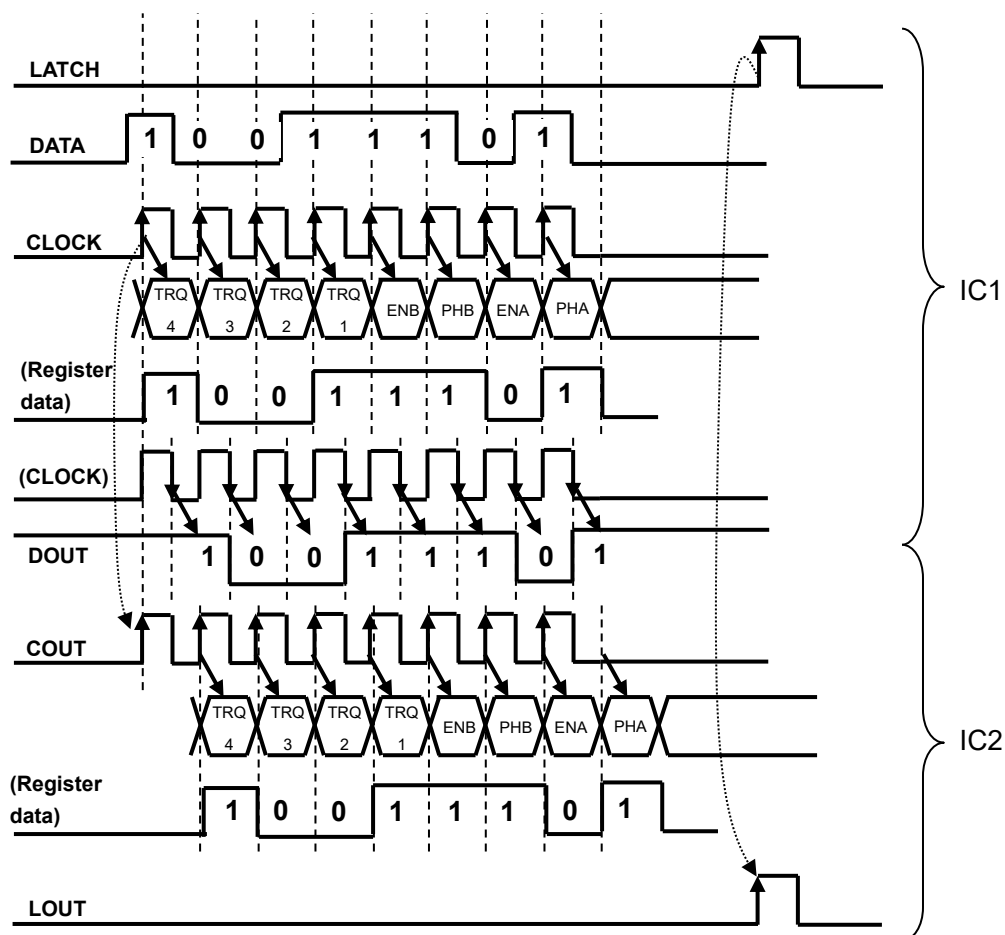 LATCH
DATA
1 0 0 1 1 1 0 1
CLOCK
TRQ 4
TRQ 3
TRQ 2
TRQ 1
ENB
PHB
ENA
PHA
IC1
(Register data)
1 0 0 1 1 1 0 1
(CLOCK)
DOUT
1 0 0 1 1 1 0 1
COUT
TRQ 4
TRQ 3
TRQ 2
TRQ 1
ENB
PHB
ENA
PHA
IC2
(Register data)
1 0 0 1 1 1 0 1
LOUT